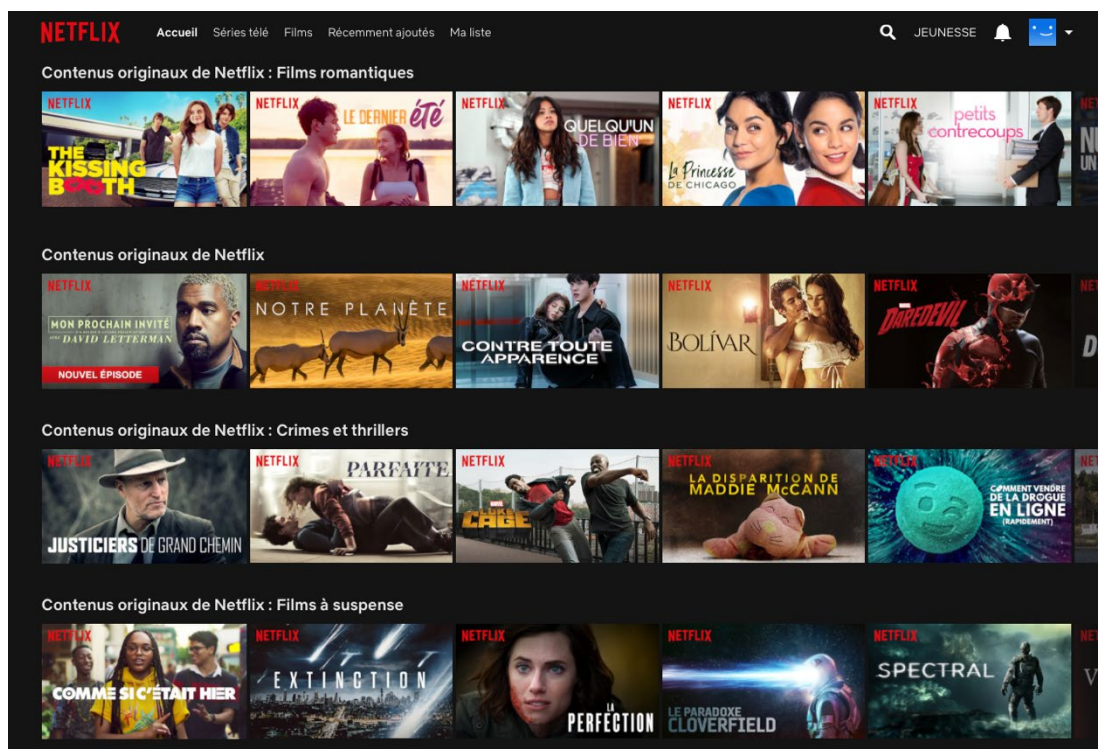 NETFLIX Accueil Séries télé Films Récemment ajoutés Ma liste JEUNESSE
Contenus originaux de Netflix : Films romantiques
NETFLIX
THE
KISSING
BOOTH
NETFLIX
LE DERNIER été
NETFLIX
QUELQU'UN
DE BIEN
NETFLIX
La Princesse
DE CHICAGO
NETFLIX
petits
contrecoups
UN
Contenus originaux de Netflix
NETFLIX
MON PROCHAIN INVITÉ
AVEC DAVID LETTERMAN
NOUVEL ÉPISODE
NETFLIX
NOTRE PLANÈTE
NETFLIX
CONTRE TOUTE
APPARENCE
NETFLIX
BOLÍVAR
NETFLIX
MARVEL
DAREDEVIL
D
Contenus originaux de Netflix : Crimes et thrillers
NETFLIX
JUSTICIERS DE GRAND CHEMIN
NETFLIX
PARFAITE
NETFLIX
MARVEL
LUKE
CAGE
NETFLIX
LA DISPARITION DE
MADDIE McCANN
NETFLIX
COMMENT VENDRE
DE LA DROGUE
EN LIGNE
(RAPIDEMENT)
Contenus originaux de Netflix : Films à suspense
NETFLIX
COMME SI C'ÉTAIT HIER
NETFLIX
EXTINCTION
NETFLIX
LA
PERFECTION
NETFLIX
LE PARADOXE
CLOVERFIELD
NETFLIX
SPECTRAL
V